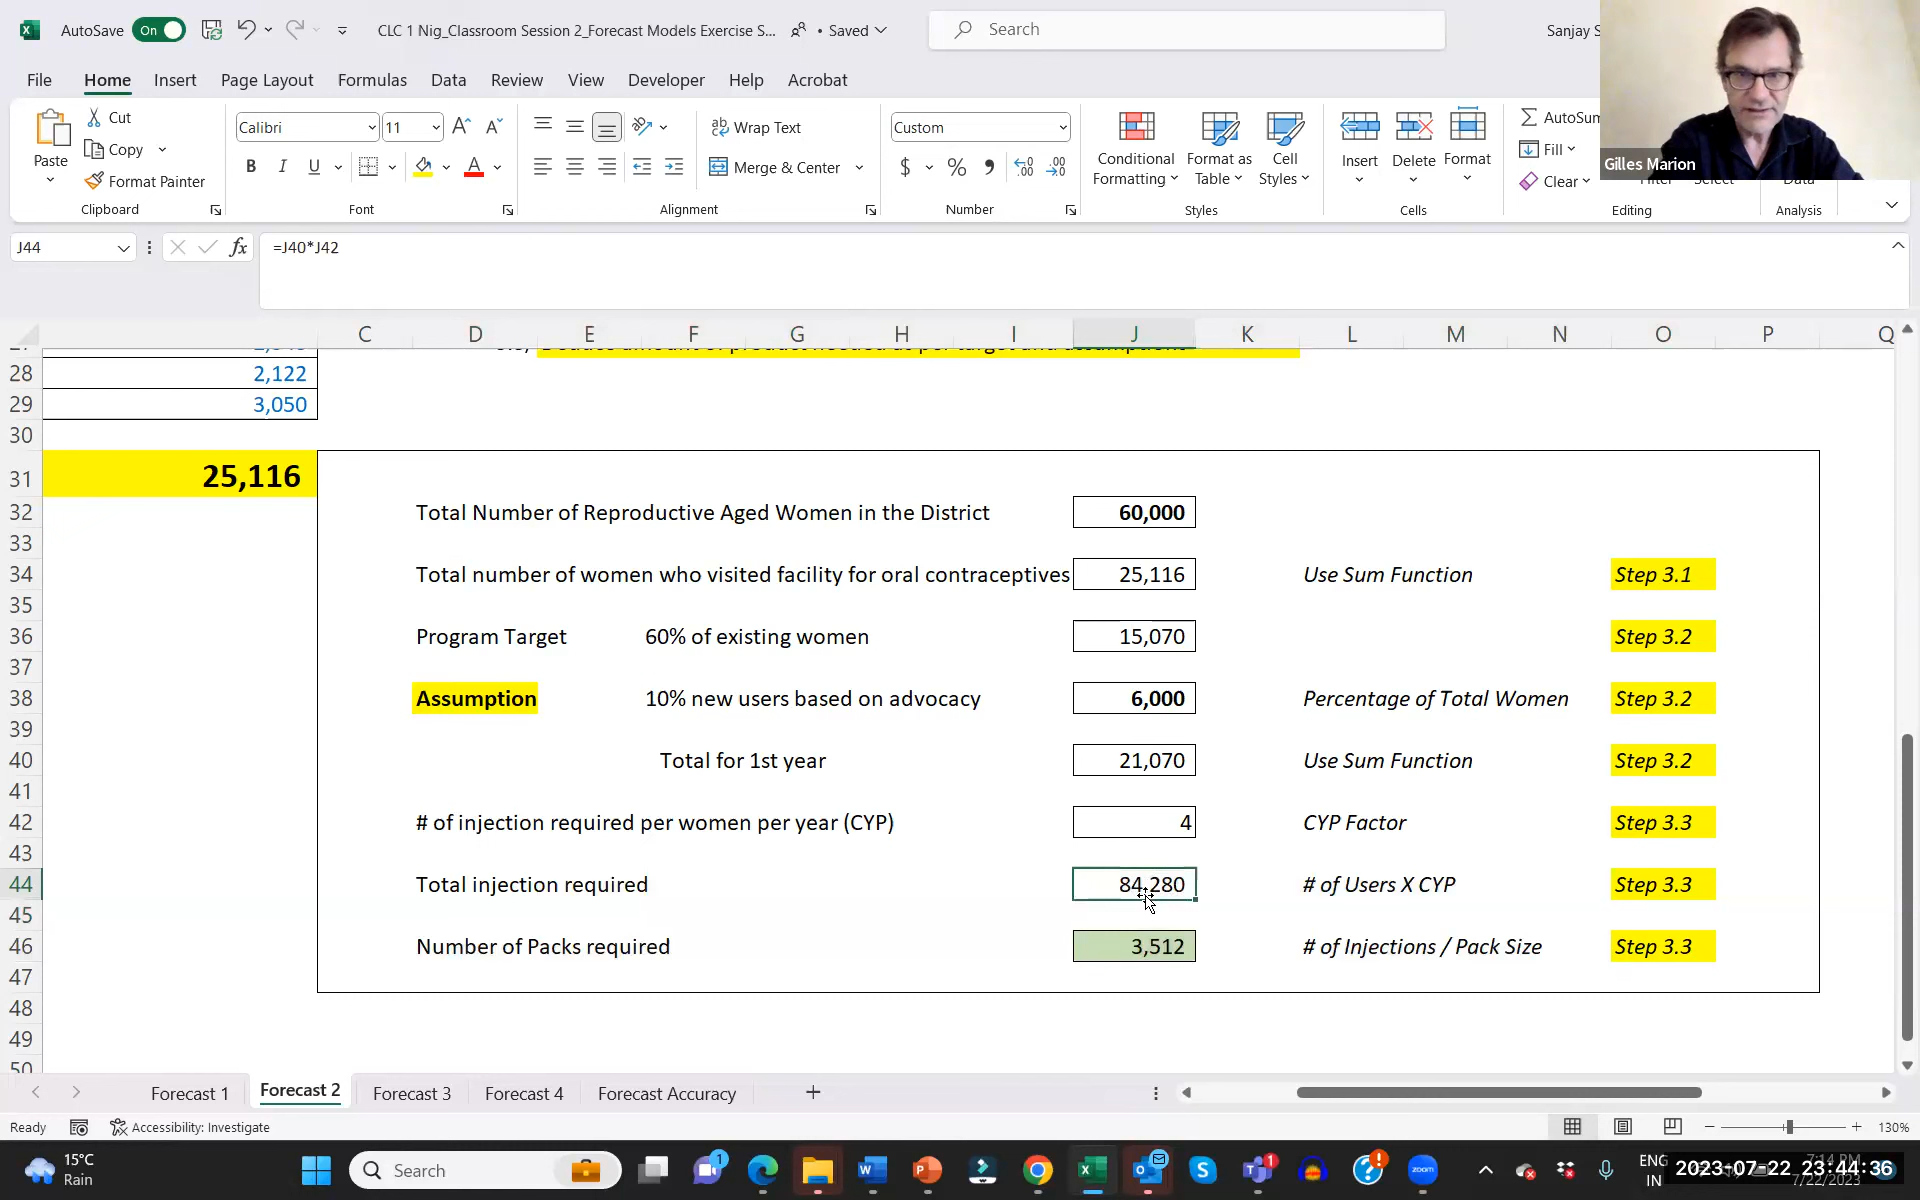 AutoSave On CLC 1 Nig_Classroom Session 2_Forecast Models Exercise S... • Saved Search Sanjay S
File Home Insert Page Layout Formulas Data Review View Developer Help Acrobat
Paste Cut Copy Format Painter Clipboard
Calibri 11 B I U A Font
Wrap Text Merge & Center Alignment
Custom $ % Number
Conditional Formatting Format as Table Cell Styles Styles
Insert Delete Format Cells
AutoSum Fill Clear Editing
Analysis
Gilles Marion
J44 fx =J40*J42
C D E F G H I J K L M N O P Q
28 2,122
29 3,050
30
31 25,116
32 Total Number of Reproductive Aged Women in the District 60,000
33
34 Total number of women who visited facility for oral contraceptives 25,116 Use Sum Function Step 3.1
35
36 Program Target 60% of existing women 15,070 Step 3.2
37
38 Assumption 10% new users based on advocacy 6,000 Percentage of Total Women Step 3.2
39
40 Total for 1st year 21,070 Use Sum Function Step 3.2
41
42 # of injection required per women per year (CYP) 4 CYP Factor Step 3.3
43
44 Total injection required 84,280 # of Users X CYP Step 3.3
45
46 Number of Packs required 3,512 # of Injections / Pack Size Step 3.3
47
48
49
50
Forecast 1 Forecast 2 Forecast 3 Forecast 4 Forecast Accuracy
Ready Accessibility: Investigate 130%
15°C
Rain
Search
zoom
ENG
IN
2023-07-22 23:44:36
7:14 PM
7/22/2023